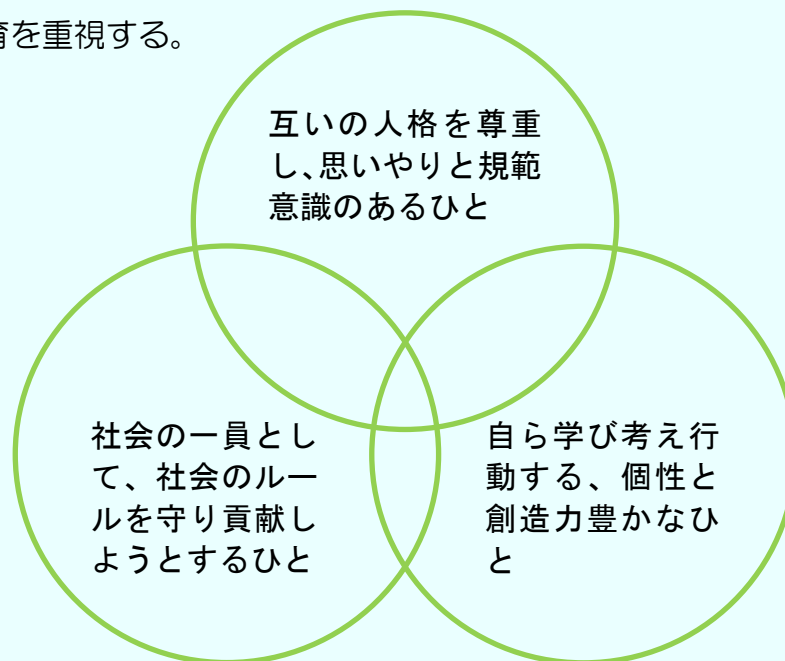 育を重視する。
互いの人格を尊重
し、思いやりと規範
意識のあるひと
社会の一員とし
て、社会のルー
ルを守り貢献し
ようとするひと
自ら学び考え行
動する、個性と
創造力豊かなひ
と